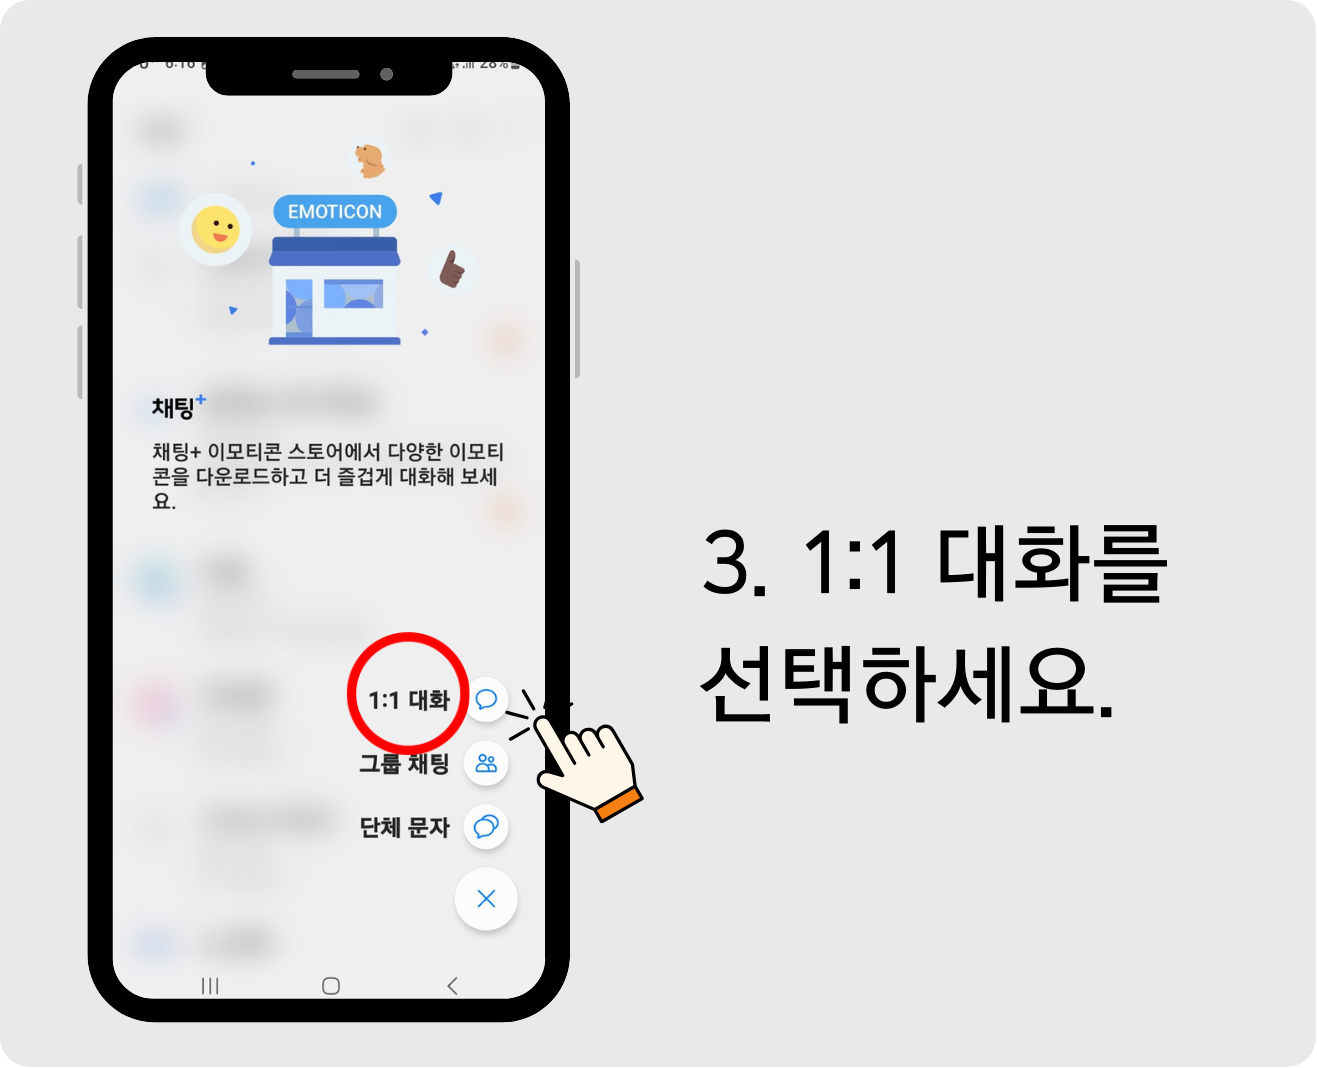 EMOTICON
채팅+
채팅+ 이모티콘 스토어에서 다양한 이모티
콘을 다운로드하고 더 즐겁게 대화해 보세
요.
1:1 대화
그룹 채팅
단체 문자
3. 1:1 대화를
선택하세요.